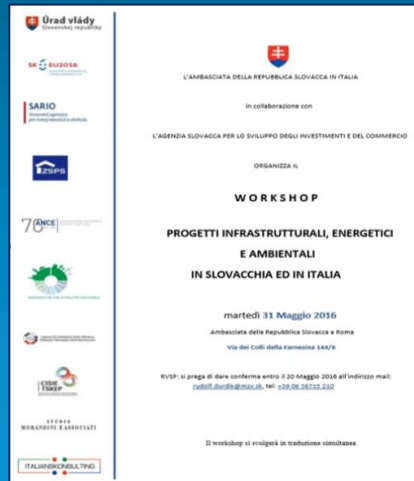 Úrad vlády
Slovenskej republiky
SK EU2016
SARIO
ZSPS
70 ANCE
CISIE
TSKEP
STUDIO
MORANDINI E ASSOCIATI
ITALIANSKONSULTING
L'AMBASCIATA DELLA REPUBBLICA SLOVACCA IN ITALIA
in collaborazione con
L'AGENZIA SLOVACCA PER LO SVILUPPO DEGLI INVESTIMENTI E DEL COMMERCIO
ORGANIZZA IL
WORKSHOP
PROGETTI INFRASTRUTTURALI, ENERGETICI
E AMBIENTALI
IN SLOVACCHIA ED IN ITALIA
martedì 31 Maggio 2016
Ambasciata della Repubblica Slovacca a Roma
Via dei Colli della Farnesina 144/6
RVSP: si prega di dare conferma entro il 20 Maggio 2016 all'indirizzo mail:
rudolf.durdik@mzv.sk, tel: +39 06 36715 210
Il workshop si svolgerà in traduzione simultanea